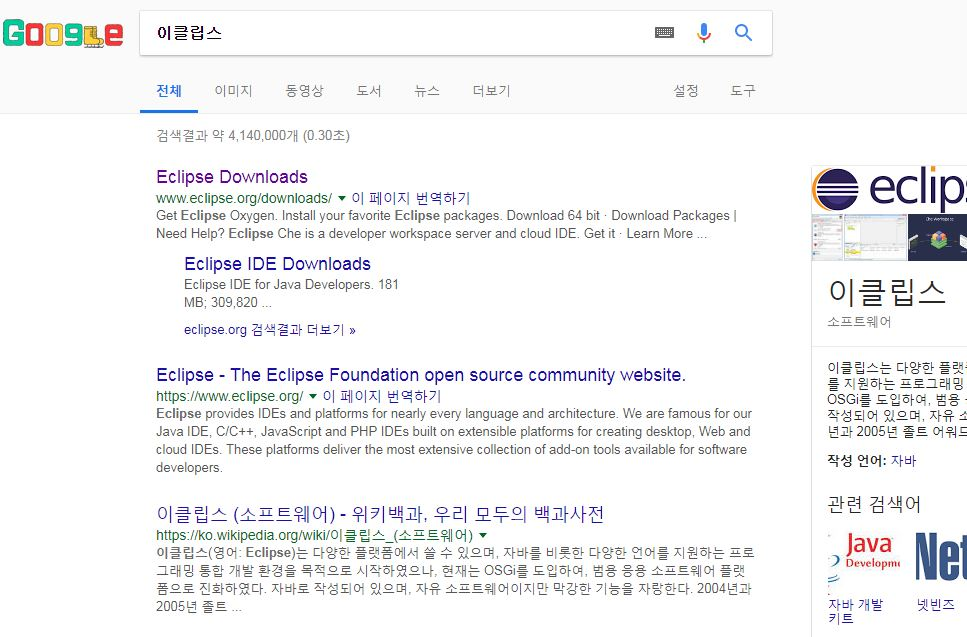 Google
이클립스
전체 이미지 동영상 도서 뉴스 더보기 설정 도구
검색결과 약 4,140,000개 (0.30초)
Eclipse Downloads
www.eclipse.org/downloads/ ▼ 이 페이지 번역하기
Get Eclipse Oxygen. Install your favorite Eclipse packages. Download 64 bit · Download Packages |
Need Help? Eclipse Che is a developer workspace server and cloud IDE. Get it · Learn More ...
Eclipse IDE Downloads
Eclipse IDE for Java Developers. 181
MB; 309,820 ...
eclipse.org 검색결과 더보기 »
Eclipse - The Eclipse Foundation open source community website.
https://www.eclipse.org/ ▼ 이 페이지 번역하기
Eclipse provides IDEs and platforms for nearly every language and architecture. We are famous for our
Java IDE, C/C++, JavaScript and PHP IDEs built on extensible platforms for creating desktop, Web and
cloud IDEs. These platforms deliver the most extensive collection of add-on tools available for software
developers.
이클립스 (소프트웨어) - 위키백과, 우리 모두의 백과사전
https://ko.wikipedia.org/wiki/이클립스_(소프트웨어) ▼
이클립스(영어: Eclipse)는 다양한 플랫폼에서 쓸 수 있으며, 자바를 비롯한 다양한 언어를 지원하는 프로
그래밍 통합 개발 환경을 목적으로 시작하였으나, 현재는 OSGi를 도입하여, 범용 응용 소프트웨어 플랫
폼으로 진화하였다. 자바로 작성되어 있으며, 자유 소프트웨어이지만 막강한 기능을 자랑한다. 2004년과
2005년 졸트 ...
eclip
이클립스
소프트웨어
이클립스는 다양한 플랫
를 지원하는 프로그래밍
OSGi를 도입하여, 범용
작성되어 있으며, 자유 소
년과 2005년 졸트 어워드
작성 언어: 자바
관련 검색어
Java
Developm
Net
자바 개발
키트
넷빈즈